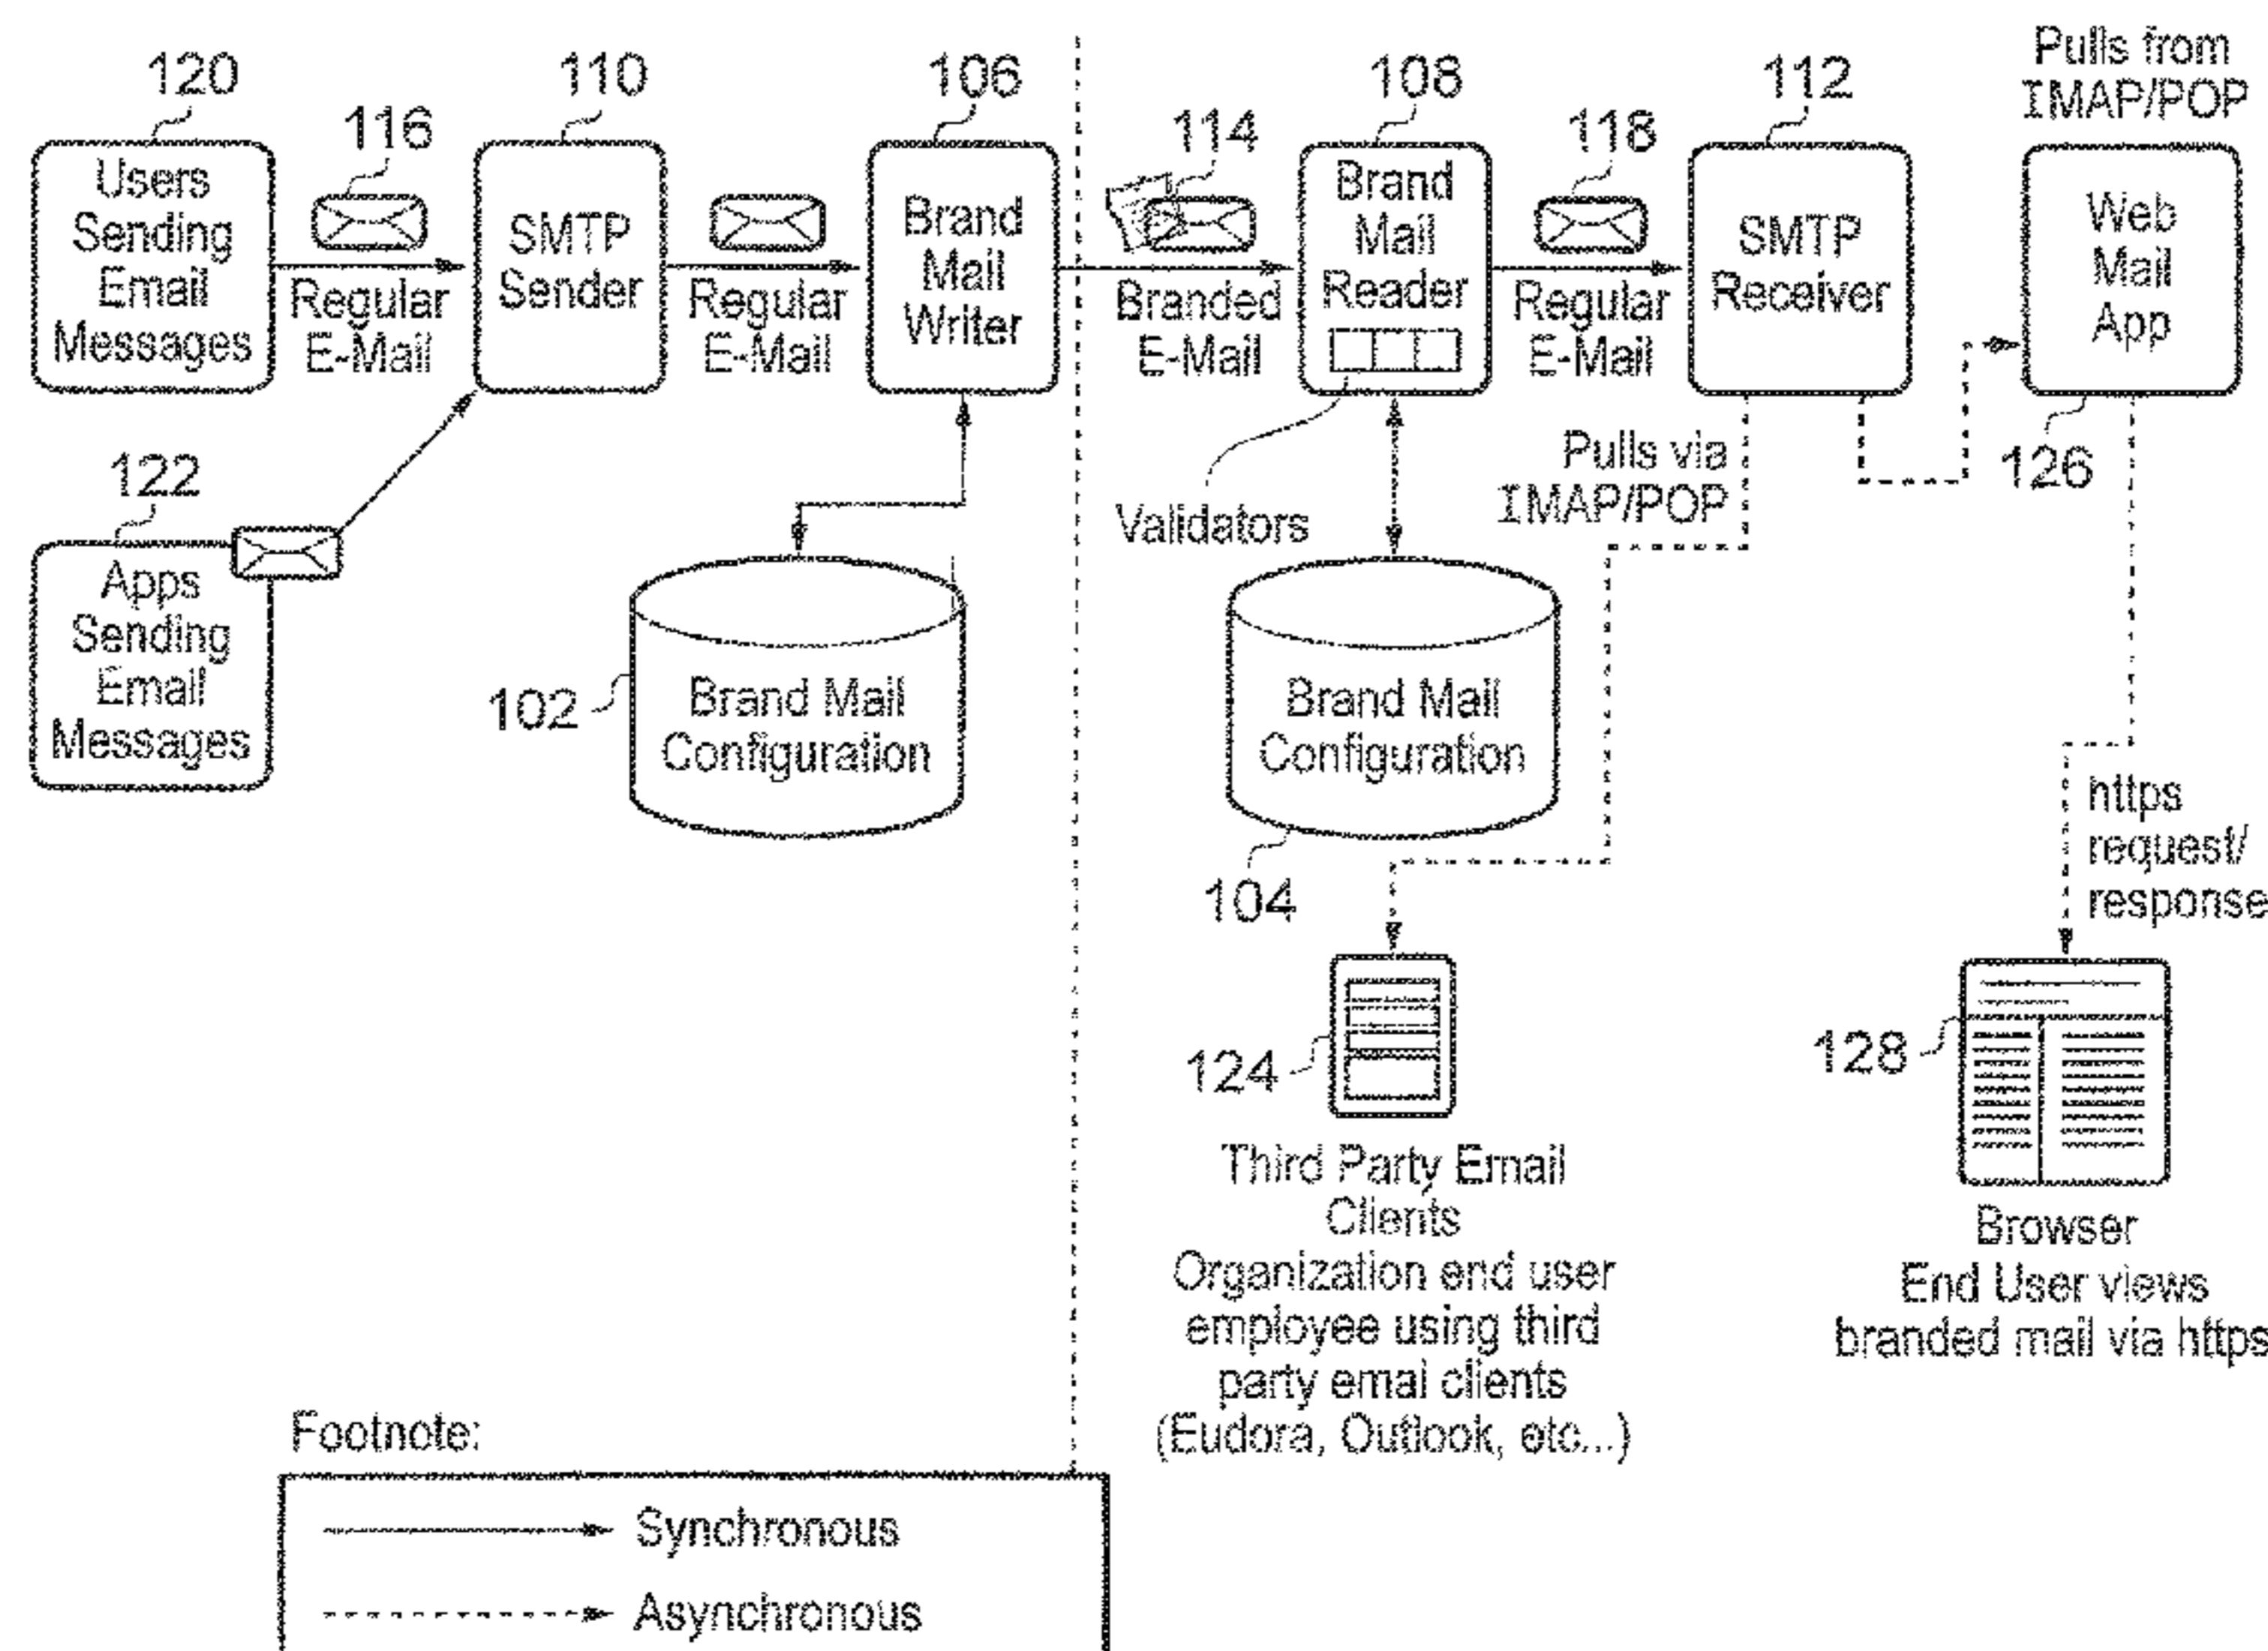 120
Users
Sending
Email
Messages
116
Regular
E-Mail
110
SMTP
Sender
Regular
E-Mail
106
Brand
Mail
Writer
114
Branded
E-Mail
108
Brand
Mail
Reader
Validators
118
Regular
E-Mail
112
SMTP
Receiver
Pulls from
IMAP/POP
Web
Mail
App
126
122
Apps
Sending
Email
Messages
102
Brand Mail
Configuration
Brand Mail
Configuration
104
Pulls via
IMAP/POP
https
request/
response
124
Third Party Email
Clients
Organization end user
employee using third
party emai clients
(Eudora, Outlook, etc...)
128
Browser
End User views
branded mail via https
Footnote:
Synchronous
Asynchronous